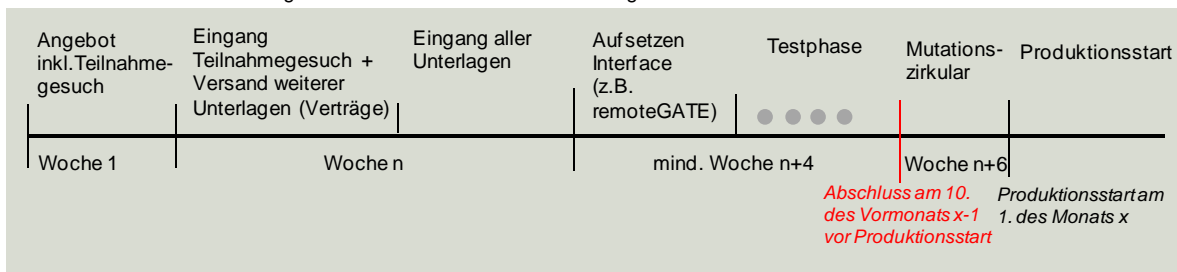 Angebot
inkl.Teilnahme-
gesuch
Eingang
Teilnahmegesuch +
Versand weiterer
Unterlagen (Verträge)
Eingang aller
Unterlagen
Aufsetzen
Interface
(z.B.
remoteGATE)
Testphase
Mutations-
zirkular
Produktionsstart
Woche 1
Woche n
mind. Woche n+4
Woche n+6
Abschluss am 10.
des Vormonats x-1
vor Produktionsstart
Produktionsstart am
1. des Monats x